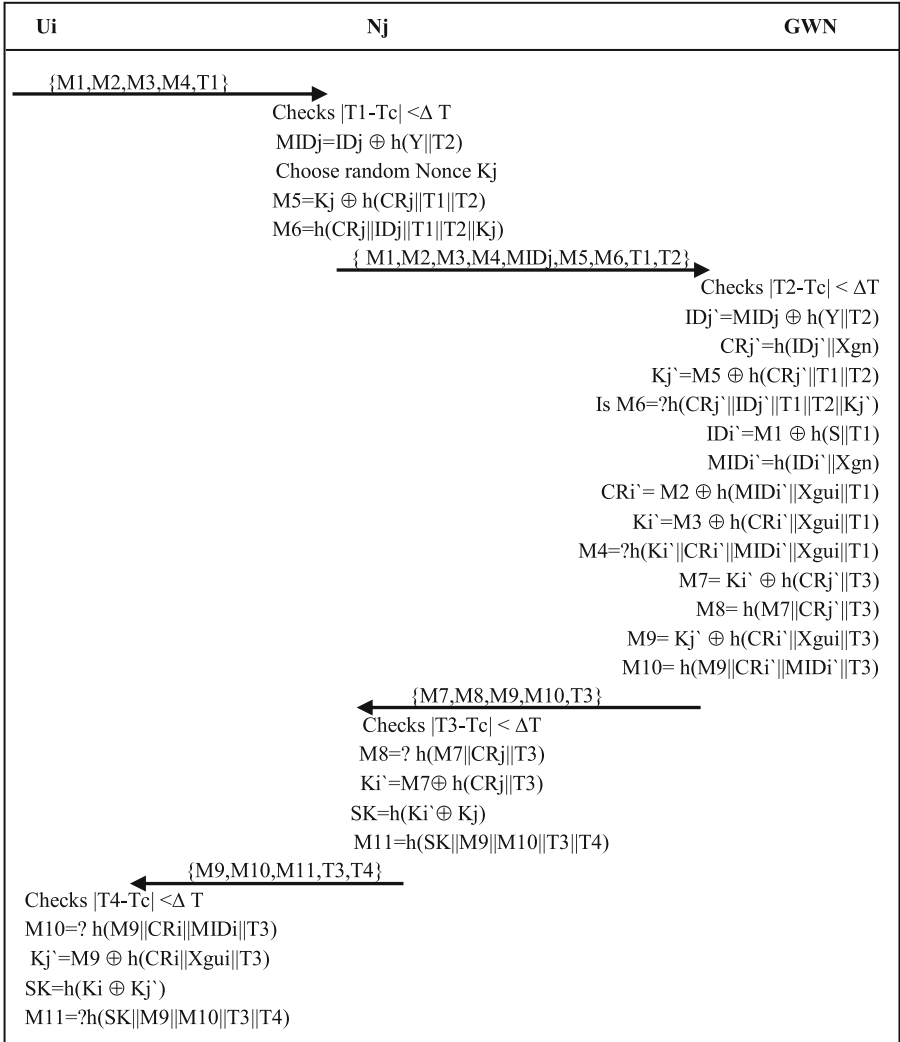 Ui Nj GWN
{M1,M2,M3,M4,T1}
Checks |T1-Tc| <Δ T
MIDj=IDj ⊕ h(Y||T2)
Choose random Nonce Kj
M5=Kj ⊕ h(CRj||T1||T2)
M6=h(CRj||IDj||T1||T2||Kj)
{ M1,M2,M3,M4,MIDj,M5,M6,T1,T2}
Checks |T2-Tc| < ΔT
IDj`=MIDj ⊕ h(Y||T2)
CRj`=h(IDj`||Xgn)
Kj`=M5 ⊕ h(CRj`||T1||T2)
Is M6=?h(CRj`||IDj`||T1||T2||Kj`)
IDi`=M1 ⊕ h(S||T1)
MIDi`=h(IDi`||Xgn)
CRi`= M2 ⊕ h(MIDi`||Xgui||T1)
Ki`=M3 ⊕ h(CRi`||Xgui||T1)
M4=?h(Ki`||CRi`||MIDi`||Xgui||T1)
M7= Ki` ⊕ h(CRj`||T3)
M8= h(M7||CRj`||T3)
M9= Kj` ⊕ h(CRi`||Xgui||T3)
M10= h(M9||CRi`||MIDi`||T3)
{M7,M8,M9,M10,T3}
Checks |T3-Tc| < ΔT
M8=? h(M7||CRj||T3)
Ki`=M7⊕ h(CRj||T3)
SK=h(Ki`⊕ Kj)
M11=h(SK||M9||M10||T3||T4)
{M9,M10,M11,T3,T4}
Checks |T4-Tc| <Δ T
M10=? h(M9||CRi||MIDi||T3)
Kj`=M9 ⊕ h(CRi||Xgui||T3)
SK=h(Ki ⊕ Kj`)
M11=?h(SK||M9||M10||T3||T4)